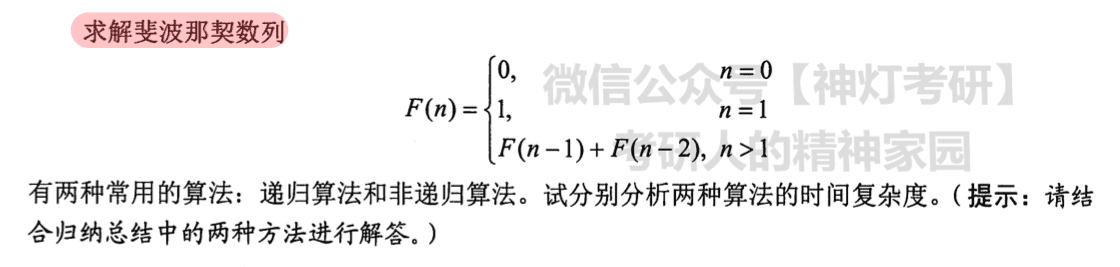 求解斐波那契数列
0, n=0
F(n)= 1, n=1
F(n-1)+F(n-2), n>1
微信公众号【神灯考研】
考研人的精神家园
有两种常用的算法：递归算法和非递归算法。试分别分析两种算法的时间复杂度。(提示：请结
合归纳总结中的两种方法进行解答。)